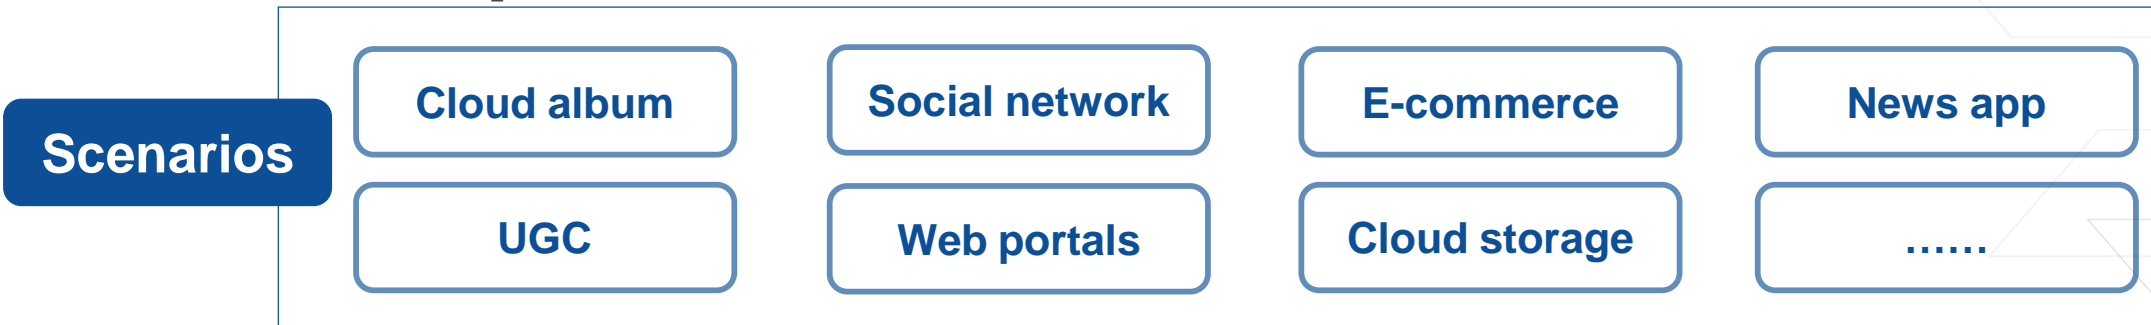 Scenarios
Cloud album
Social network
E-commerce
News app
UGC
Web portals
Cloud storage
......